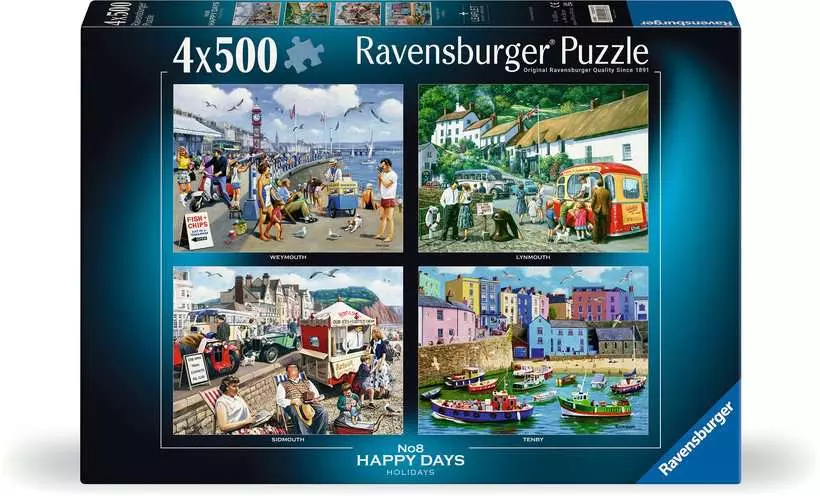 Ravensburger
4x500
Ravensburger® Puzzle
Original Ravensburger Quality Since 1891
FISH +
CHIPS
WEYMOUTH
LYNMOUTH
SIDMOUTH
TENBY
No8
HAPPY DAYS
HOLIDAYS
Ravensburger